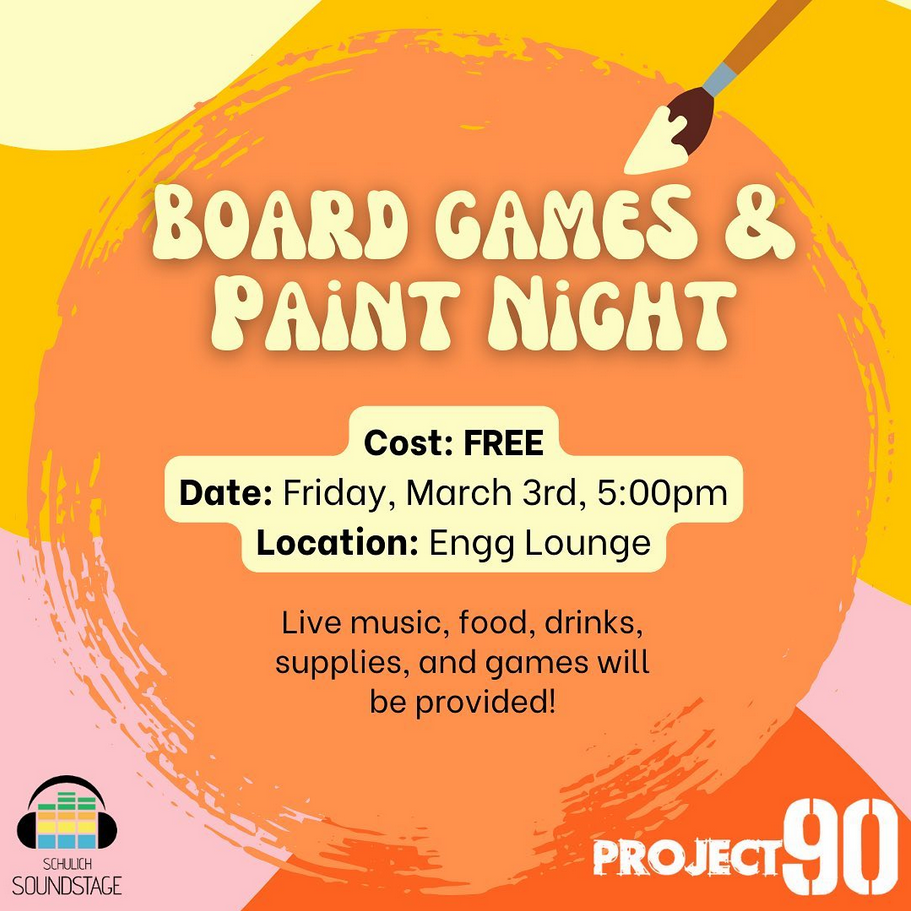 BOARD GAMES &
PAiNT NiGHT
Cost: FREE
Date: Friday, March 3rd, 5:00pm
Location: Engg Lounge
Live music, food, drinks,
supplies, and games will
be provided!
SCHULICH
SOUNDSTAGE
PROJECT90